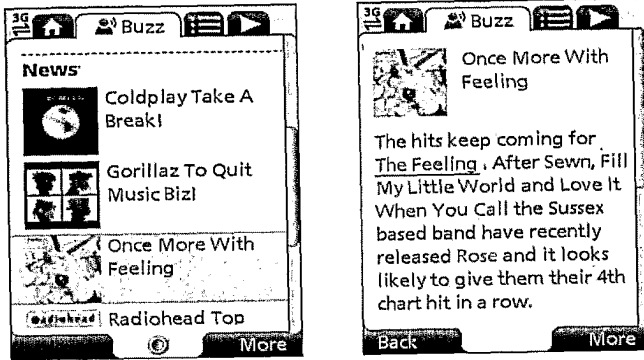 3G
Buzz
News
Coldplay Take A
Break!
Gorillaz To Quit
Music Biz!
Once More With
Feeling
Radiohead
Radiohead Top
More
3G
Buzz
Once More With
Feeling
The hits keep coming for
The Feeling. After Sewn, Fill
My Little World and Love It
When You Call the Sussex
based band have recently
released Rose and it looks
likely to give them their 4th
chart hit in a row.
Back
More